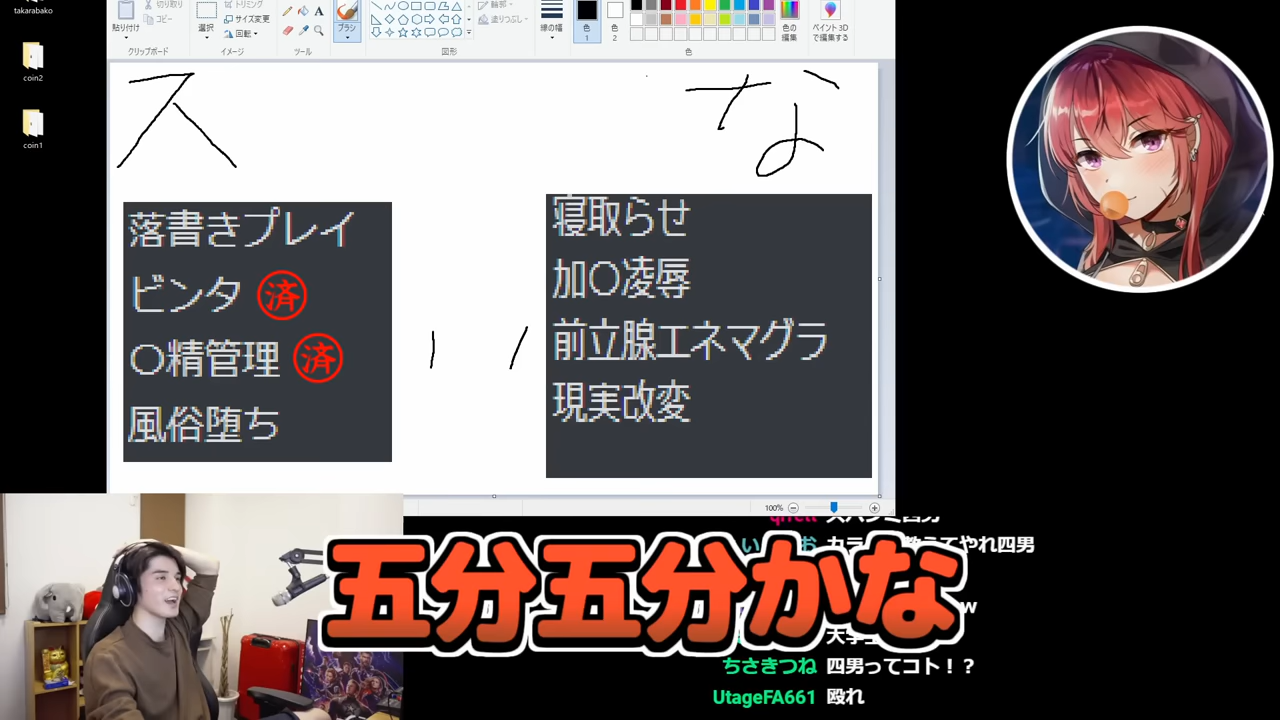 takarabako
coin2
coin1
貼り付け
切り取り
コピー
クリップボード
選択
トリミング
サイズ変更
回転
イメージ
ツール
ブラシ
輪郭
塗りつぶし
図形
線の幅
色
1
色
2
色の
編集
ペイント 3D
で編集する
色
ス
な
落書きプレイ
ビンタ 済
〇精管理 済
風俗堕ち
寝取らせ
加〇凌辱
前立腺エネマグラ
現実改変
100%
五分五分かな
ちさきつね 四男ってコト！？
UtageFA661 殴れ